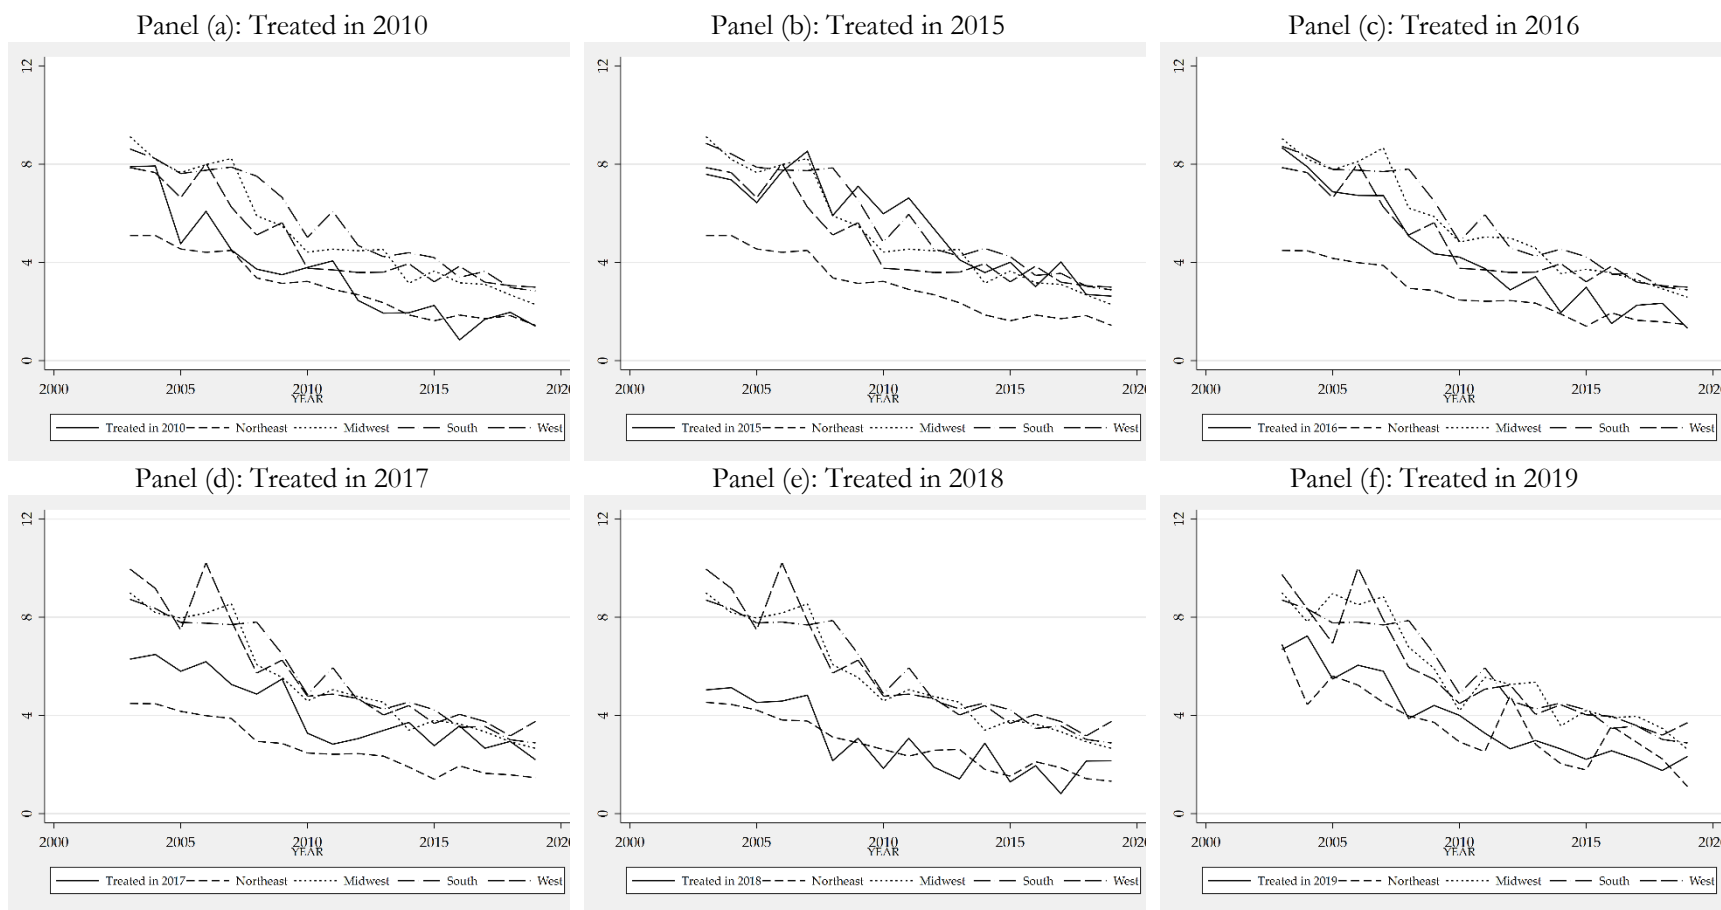 Panel (a): Treated in 2010
12
8
4
0
2000 2005 2010 2015 2020
YEAR
Treated in 2010 Northeast Midwest South West
Panel (b): Treated in 2015
12
8
4
0
2000 2005 2010 2015 2020
YEAR
Treated in 2015 Northeast Midwest South West
Panel (c): Treated in 2016
12
8
4
0
2000 2005 2010 2015 2020
YEAR
Treated in 2016 Northeast Midwest South West
Panel (d): Treated in 2017
12
8
4
0
2000 2005 2010 2015 2020
YEAR
Treated in 2017 Northeast Midwest South West
Panel (e): Treated in 2018
12
8
4
0
2000 2005 2010 2015 2020
YEAR
Treated in 2018 Northeast Midwest South West
Panel (f): Treated in 2019
12
8
4
0
2000 2005 2010 2015 2020
YEAR
Treated in 2019 Northeast Midwest South West